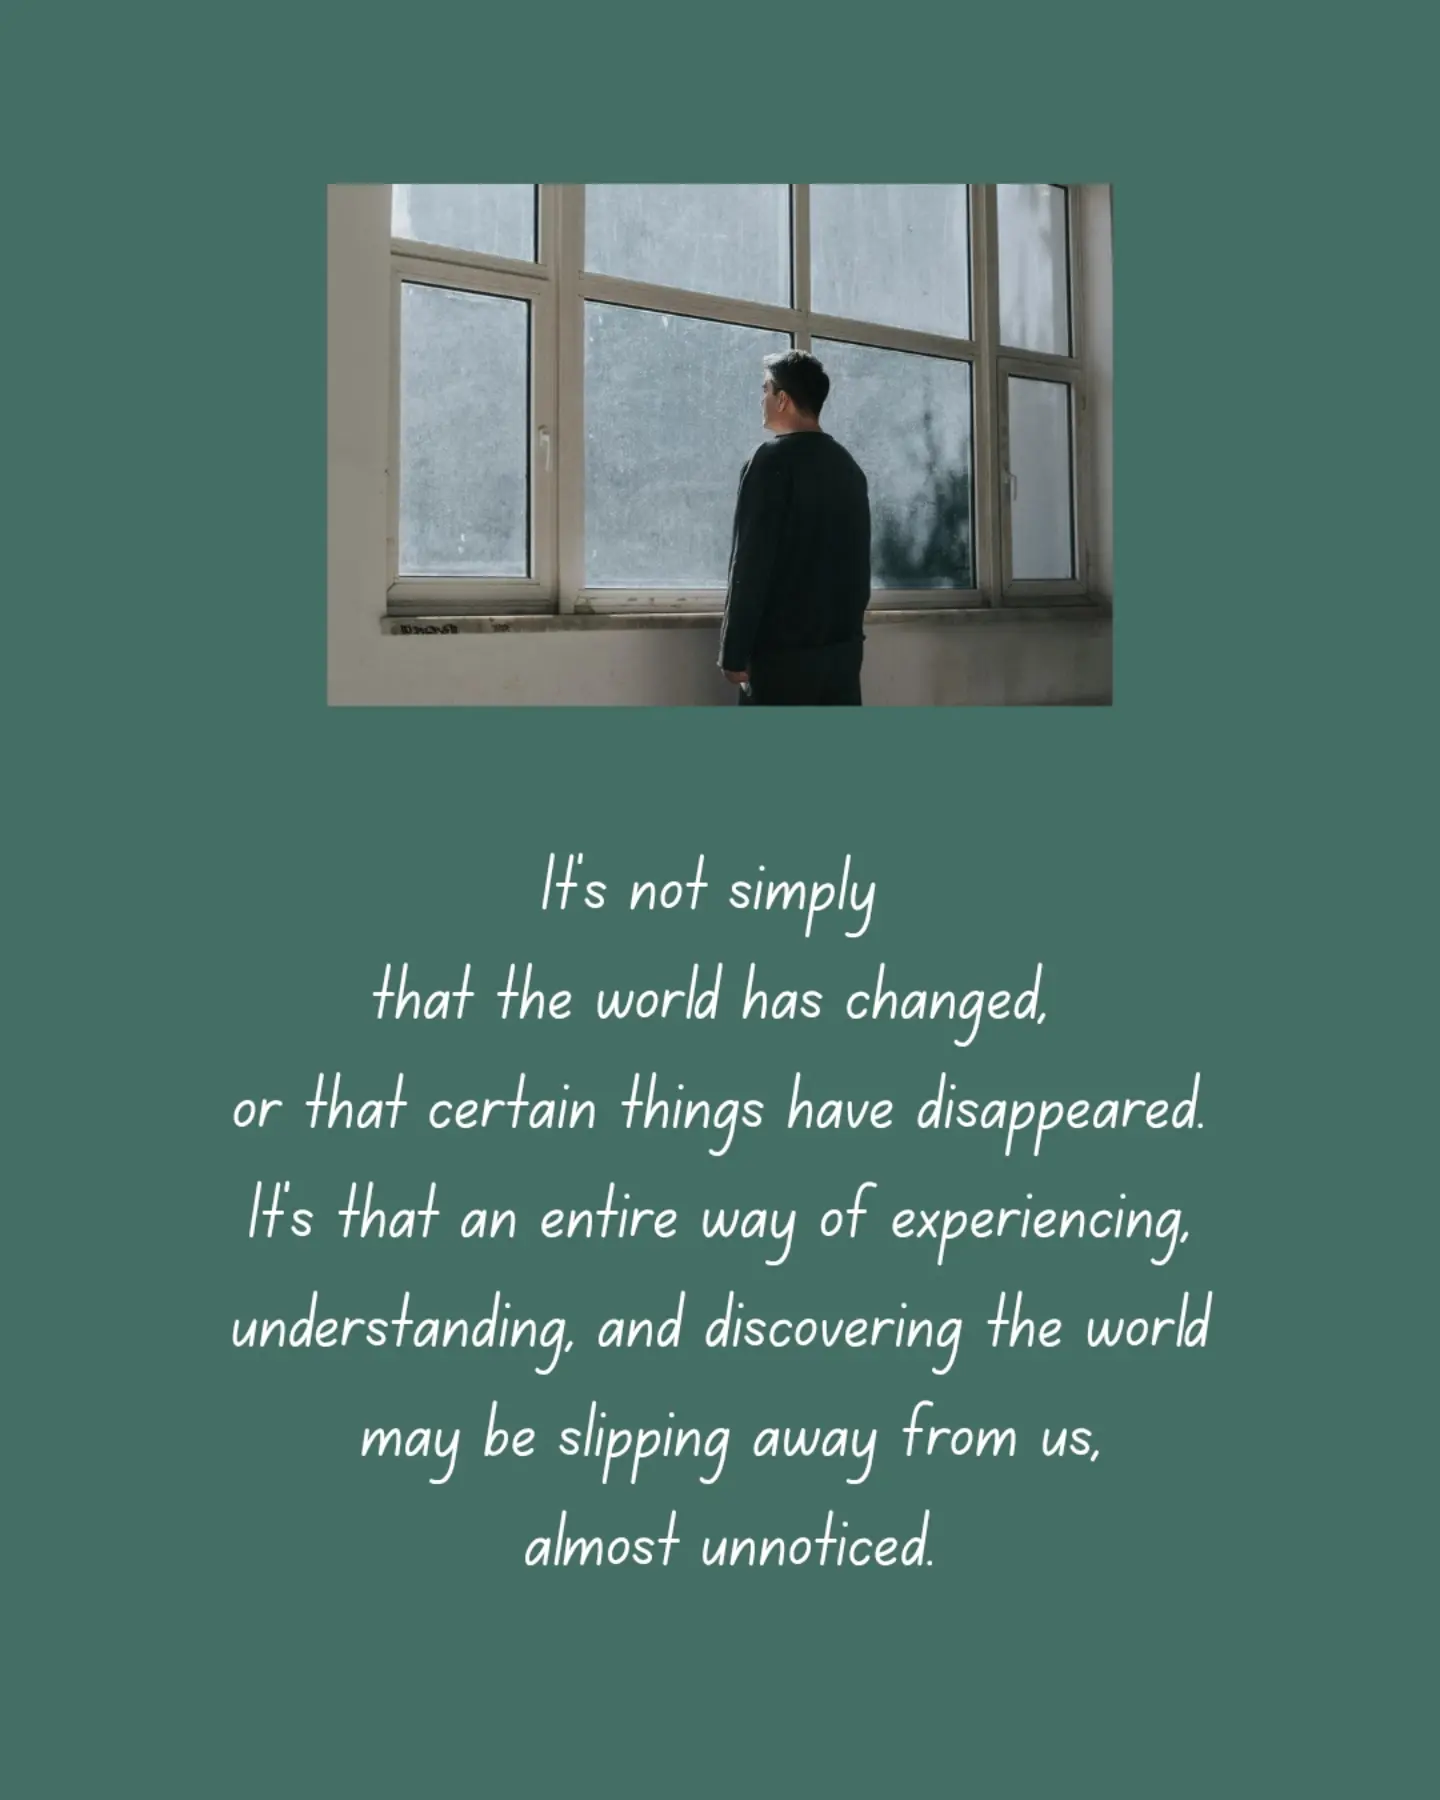 It's not simply
that the world has changed,
or that certain things have disappeared.
It's that an entire way of experiencing,
understanding, and discovering the world
may be slipping away from us,
almost unnoticed.